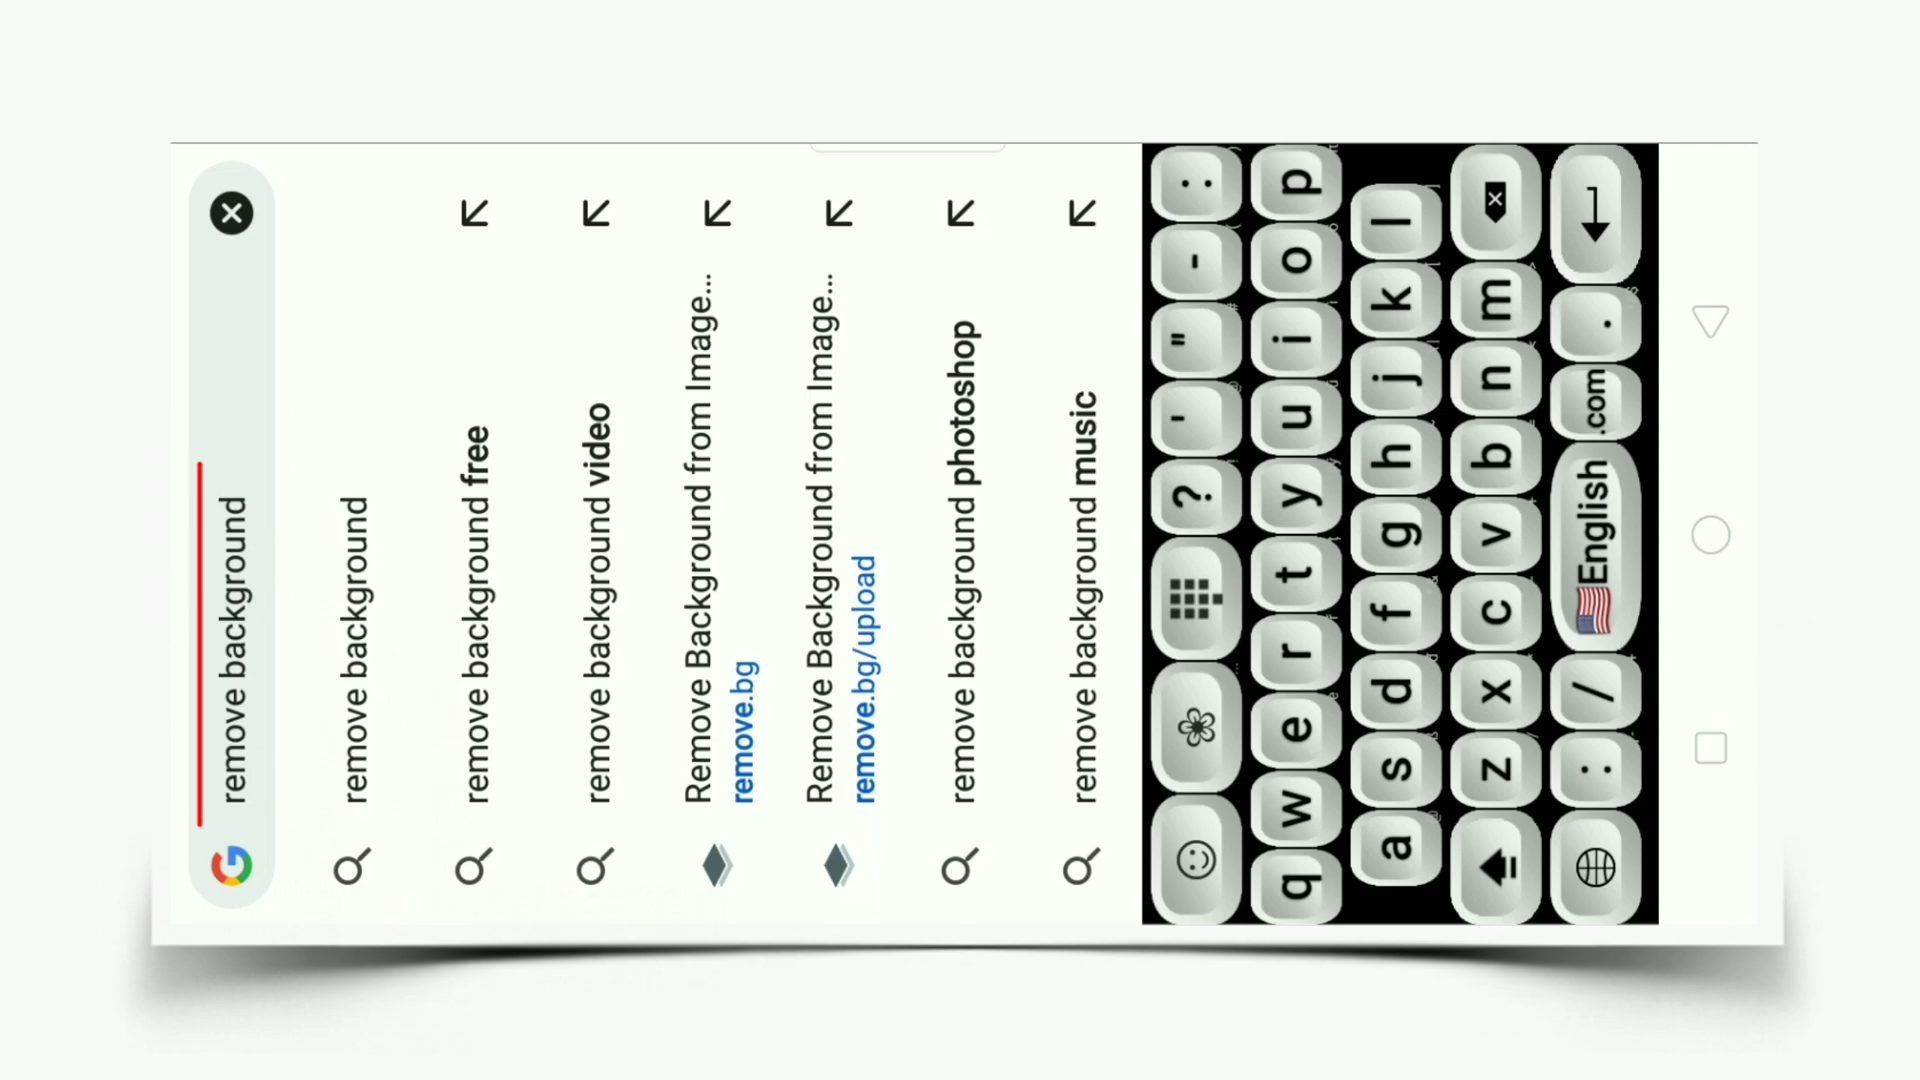 remove background
remove background
remove background free
remove background video
Remove Background from Image...
remove.bg
Remove Background from Image...
remove.bg/upload
remove background photoshop
remove background music
? ' " - :
q w e r t y u i o p
a s d f g h j k l
z x c v b n m
: / English .com .